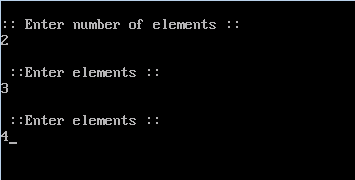 :: Enter number of elements ::
2
::Enter elements ::
3
::Enter elements ::
4_